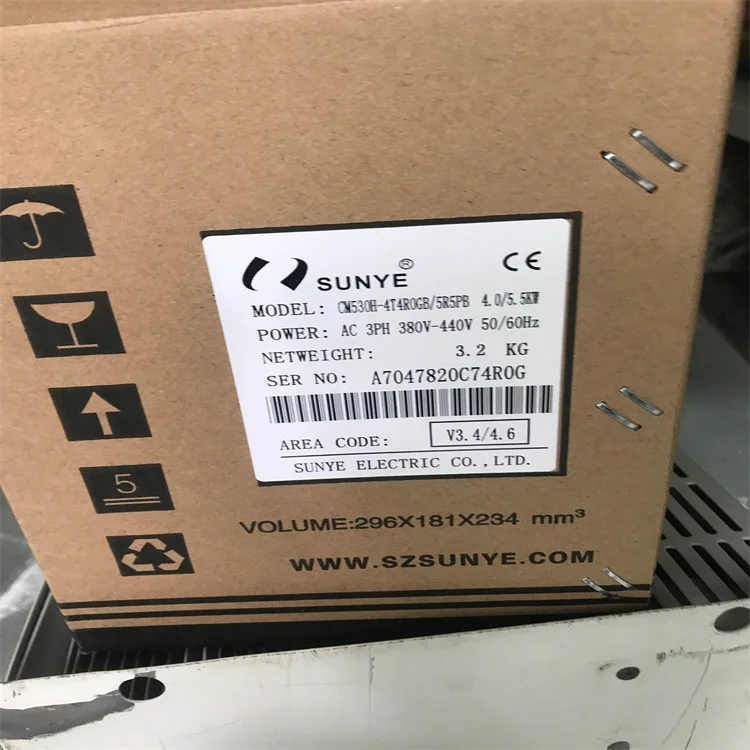 SUNYE® CE
MODEL: CM530H-4T4R0GB/5R5PB 4.0/5.5KW
POWER: AC 3PH 380V-440V 50/60Hz
NETWEIGHT: 3.2 KG
SER NO: A7047820C74R0G
AREA CODE: V3.4/4.6
SUNYE ELECTRIC CO.,LTD.
5
VOLUME:296X181X234 mm³
WWW.SZSUNYE.COM